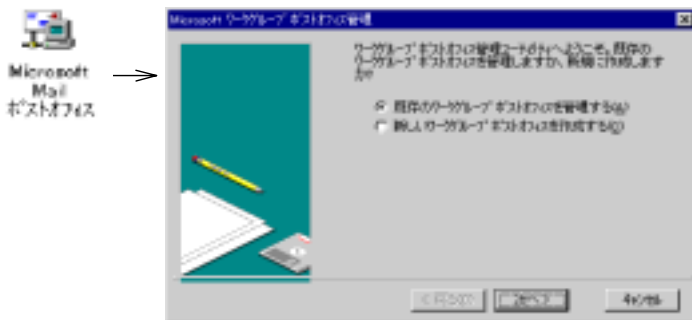 Microsoft
Mail
ﾎﾟｽﾄｵﾌｨｽ
Microsoft ﾜｰｸｸﾞﾙｰﾌﾟ ﾎﾟｽﾄｵﾌｨｽ管理
ﾜｰｸｸﾞﾙｰﾌﾟ ﾎﾟｽﾄｵﾌｨｽ管理ﾕｰﾃｨﾘﾃｨへようこそ。既存の
ﾜｰｸｸﾞﾙｰﾌﾟ ﾎﾟｽﾄｵﾌｨｽを管理しますか、新規に作成します
か?
既存のﾜｰｸｸﾞﾙｰﾌﾟ ﾎﾟｽﾄｵﾌｨｽを管理する(A)
新しいﾜｰｸｸﾞﾙｰﾌﾟ ﾎﾟｽﾄｵﾌｨｽを作成する(C)
< 戻る(B)
次へ >
ｷｬﾝｾﾙ